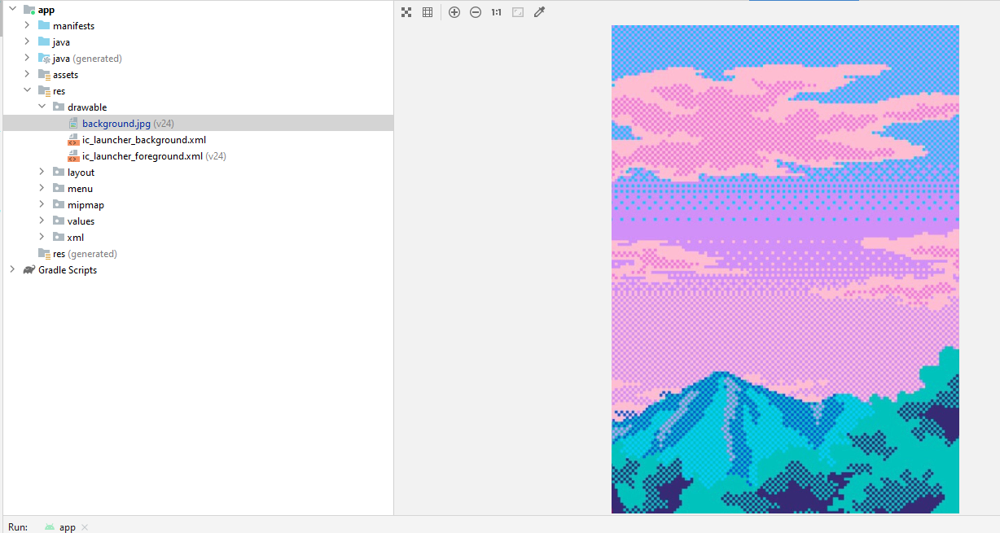 app
manifests
java
java (generated)
assets
res
drawable
background.jpg (v24)
ic_launcher_background.xml
ic_launcher_foreground.xml (v24)
layout
menu
mipmap
values
xml
res (generated)
Gradle Scripts
1:1
Run: app